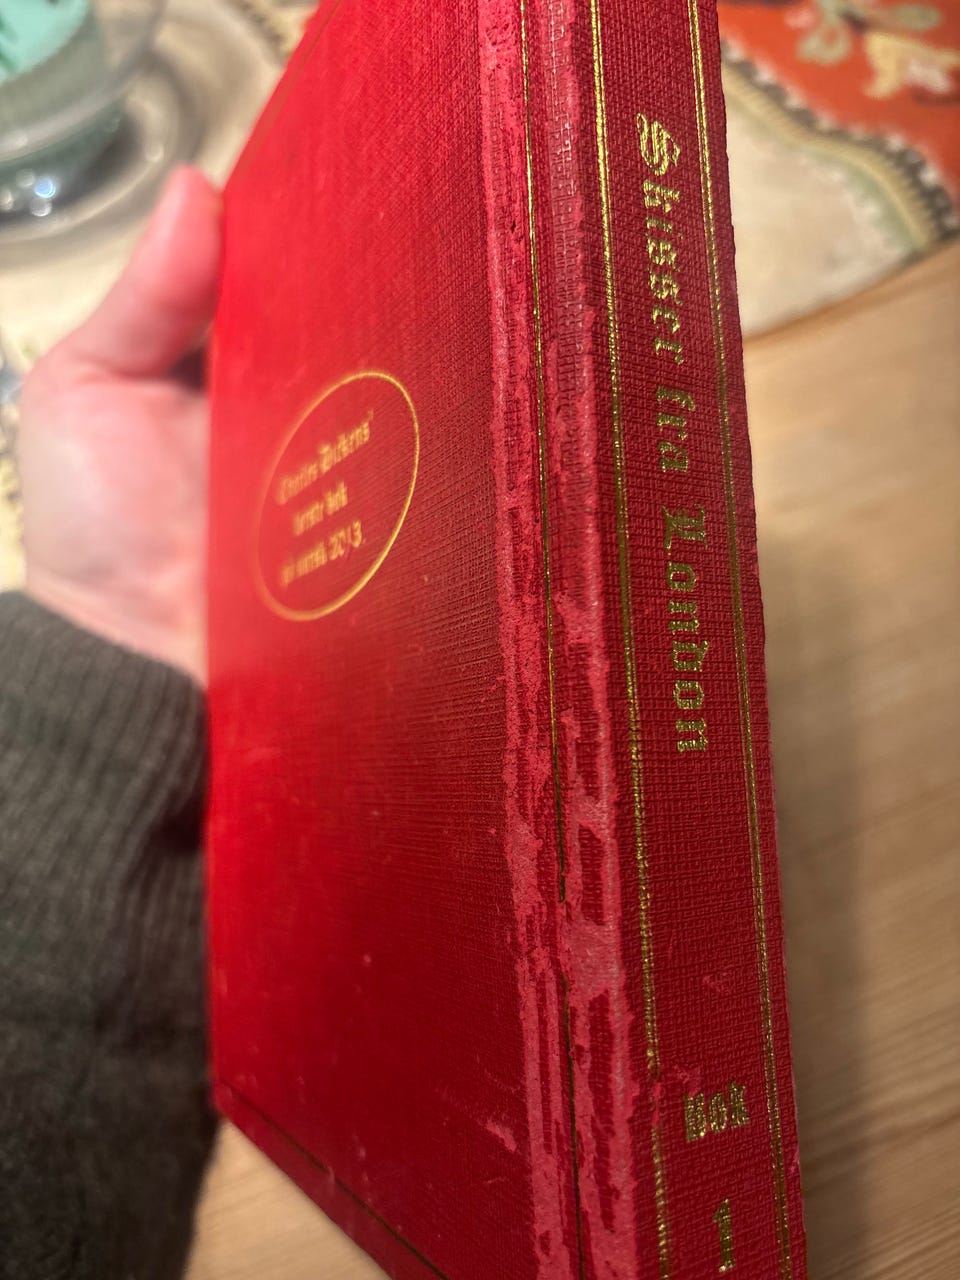 Charles Dickens'
første bok
på norsk 2013.
Skisser fra London
Bok
1